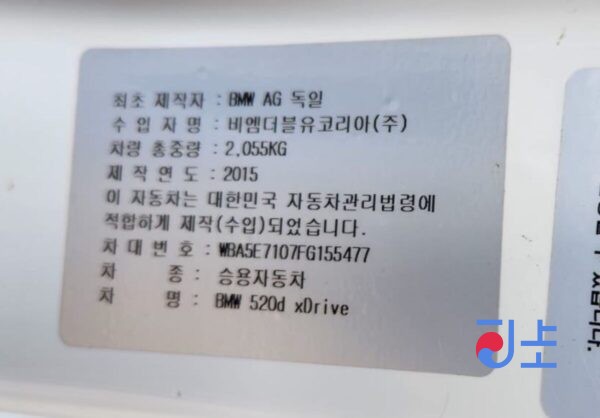 최초 제작자 : BMW AG 독일
수 입 자 명 : 비엠더블유코리아(주)
차량 총중량 : 2,055KG
제 작 연 도 : 2015
이 자동차는 대한민국 자동차관리법령에
적합하게 제작(수입)되었습니다.
차 대 번 호 : WBA5E7107FG155477
차 종 : 승용자동차
차 명 : BMW 520d xDrive